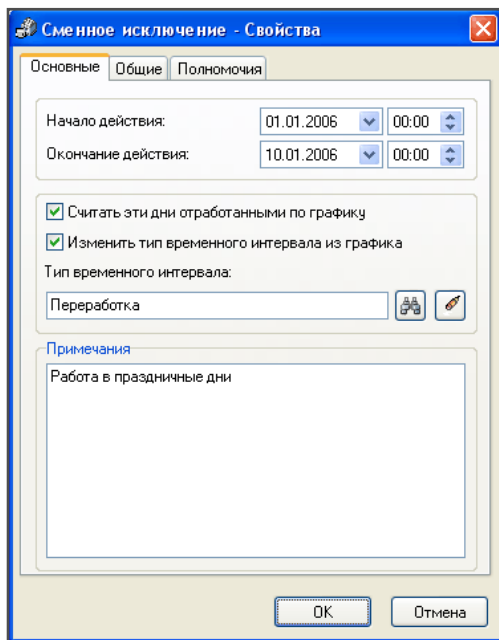 Сменное исключение - Свойства
Основные Общие Полномочия
Начало действия: 01.01.2006 00:00
Окончание действия: 10.01.2006 00:00
Считать эти дни отработанными по графику
Изменить тип временного интервала из графика
Тип временного интервала:
Переработка
Примечания
Работа в праздничные дни
OK Отмена